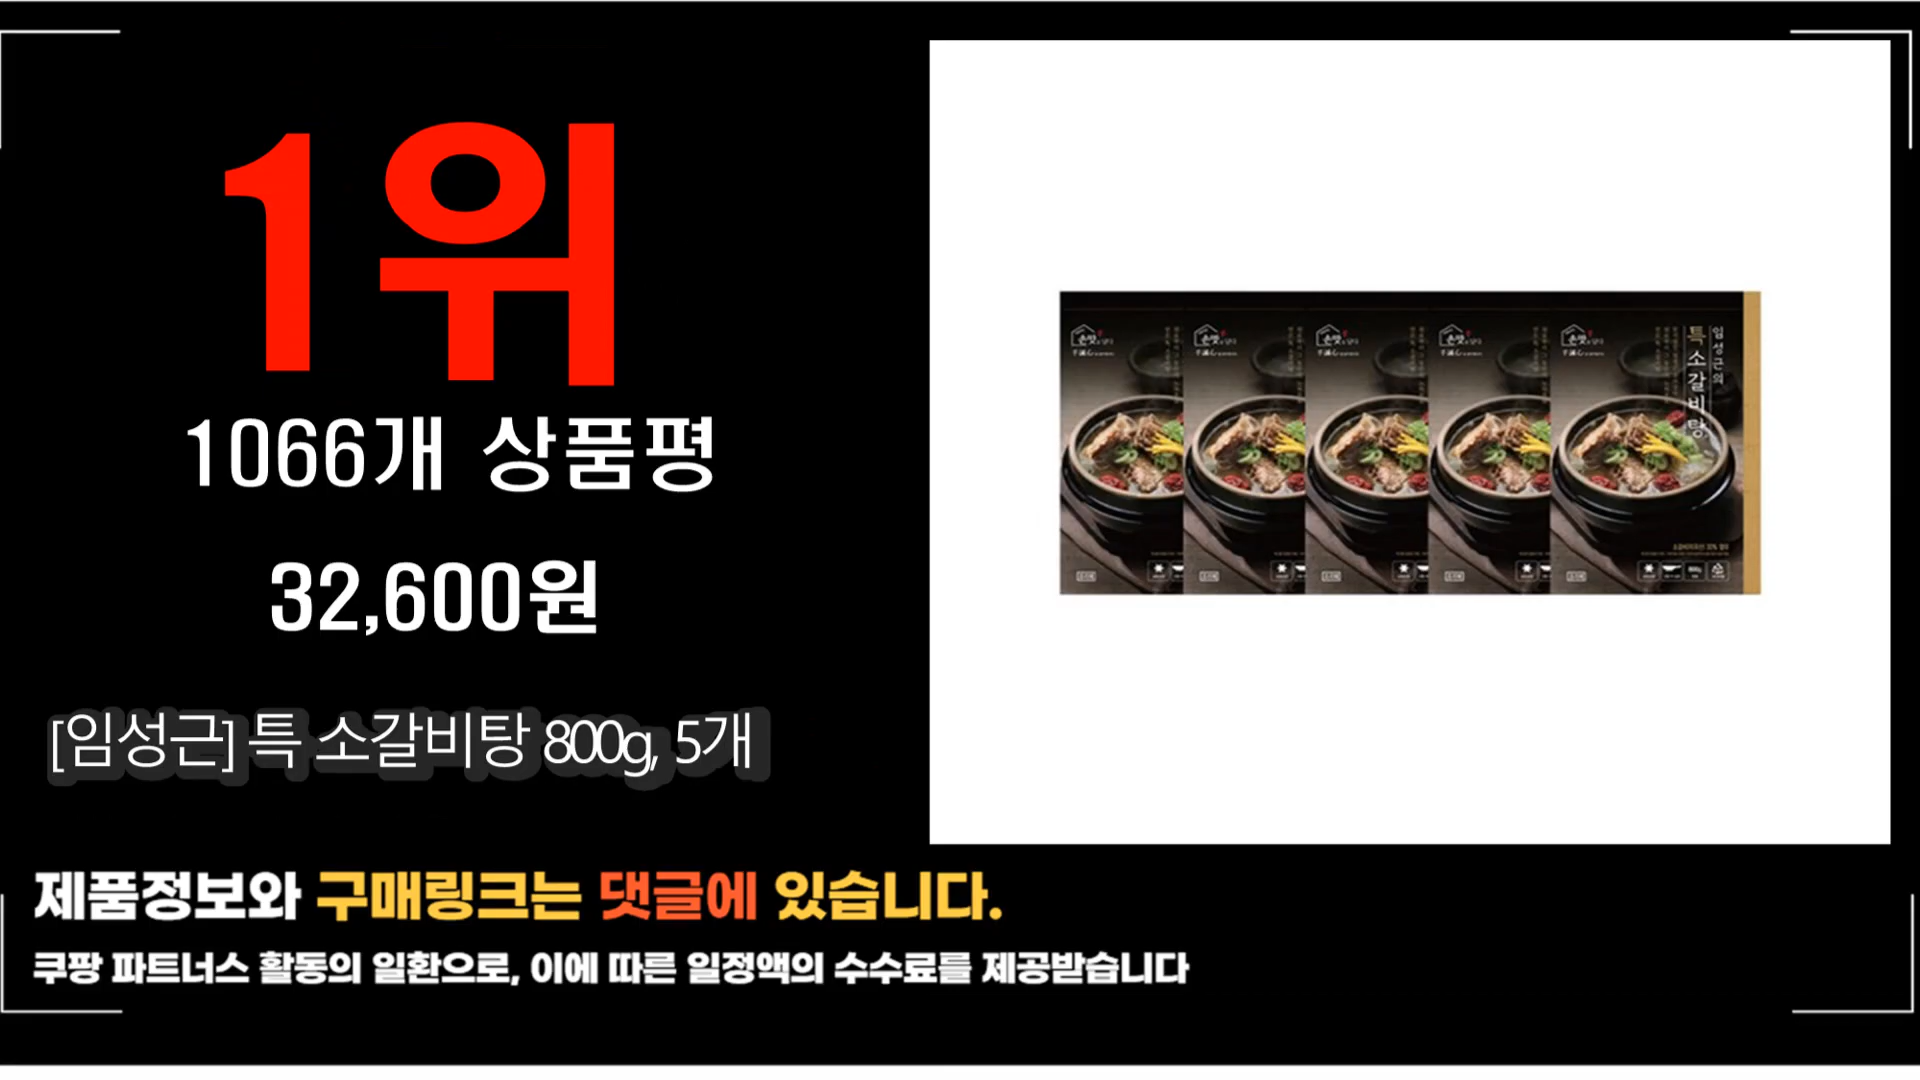 1위
1066개 상품평
32,600원
[임성근] 특 소갈비탕 800g, 5개
임성근의
특 소갈비탕
제품정보와 구매링크는 댓글에 있습니다.
쿠팡 파트너스 활동의 일환으로, 이에 따른 일정액의 수수료를 제공받습니다